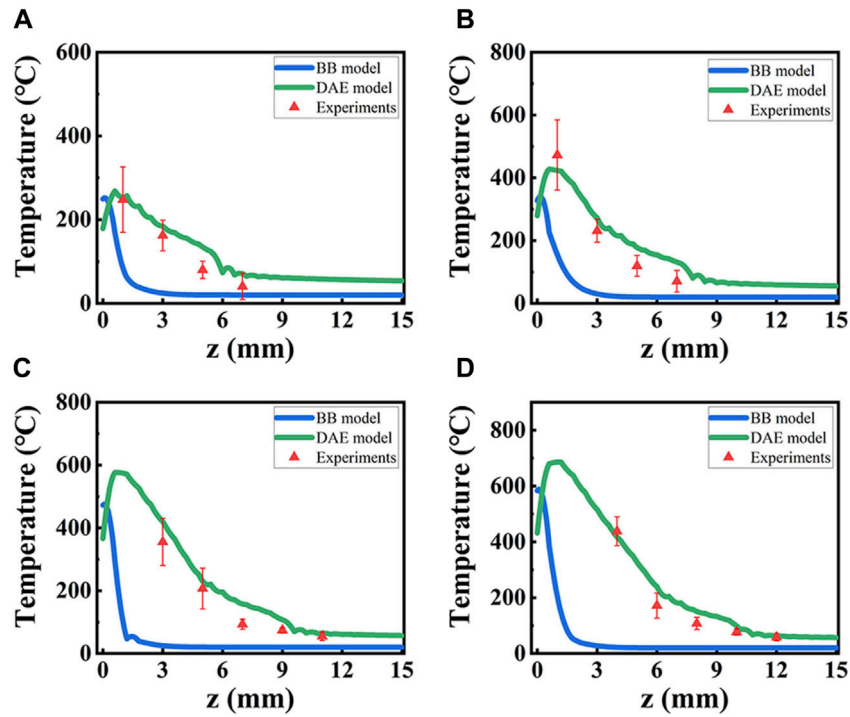 A
Temperature (℃)
600
400
200
0
BB model
DAE model
Experiments
0 3 6 9 12 15
z (mm)
B
Temperature (℃)
800
600
400
200
0
BB model
DAE model
Experiments
0 3 6 9 12 15
z (mm)
C
Temperature (℃)
800
600
400
200
0
BB model
DAE model
Experiments
0 3 6 9 12 15
z (mm)
D
Temperature (℃)
800
600
400
200
0
BB model
DAE model
Experiments
0 3 6 9 12 15
z (mm)